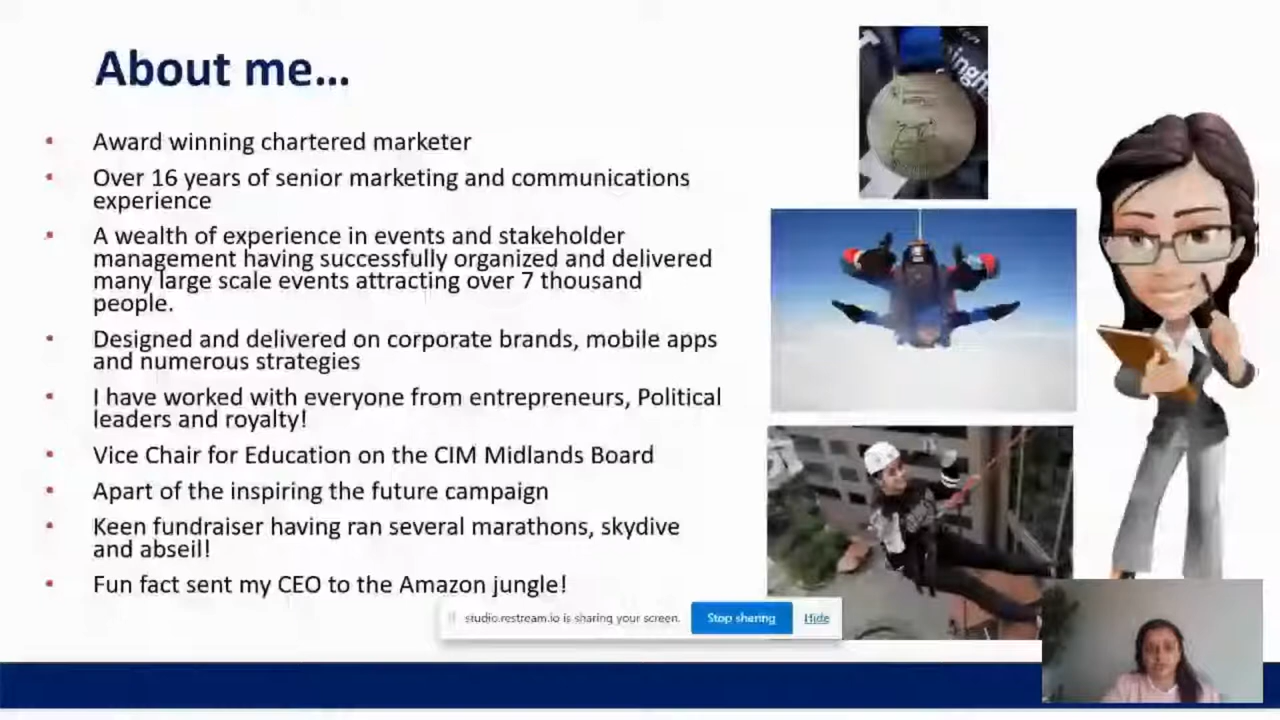 About me...
Award winning chartered marketer
Over 16 years of senior marketing and communications
experience
A wealth of experience in events and stakeholder
management having successfully organized and delivered
many large scale events attracting over 7 thousand
people.
Designed and delivered on corporate brands, mobile apps
and numerous strategies
I have worked with everyone from entrepreneurs, Political
leaders and royalty!
Vice Chair for Education on the CIM Midlands Board
Apart of the inspiring the future campaign
Keen fundraiser having ran several marathons, skydive
and abseil!
Fun fact sent my CEO to the Amazon jungle!
studio.restream.io is sharing your screen. Stop sharing Hide